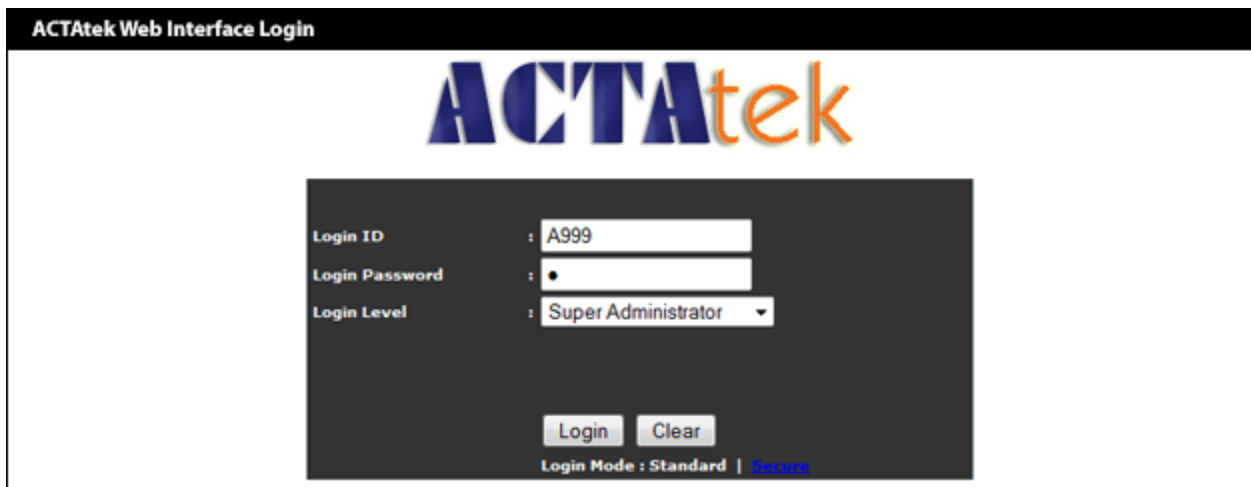 ACTAtek Web Interface Login
ACTAtek
Login ID : A999
Login Password : •
Login Level : Super Administrator
Login Clear
Login Mode : Standard | Secure